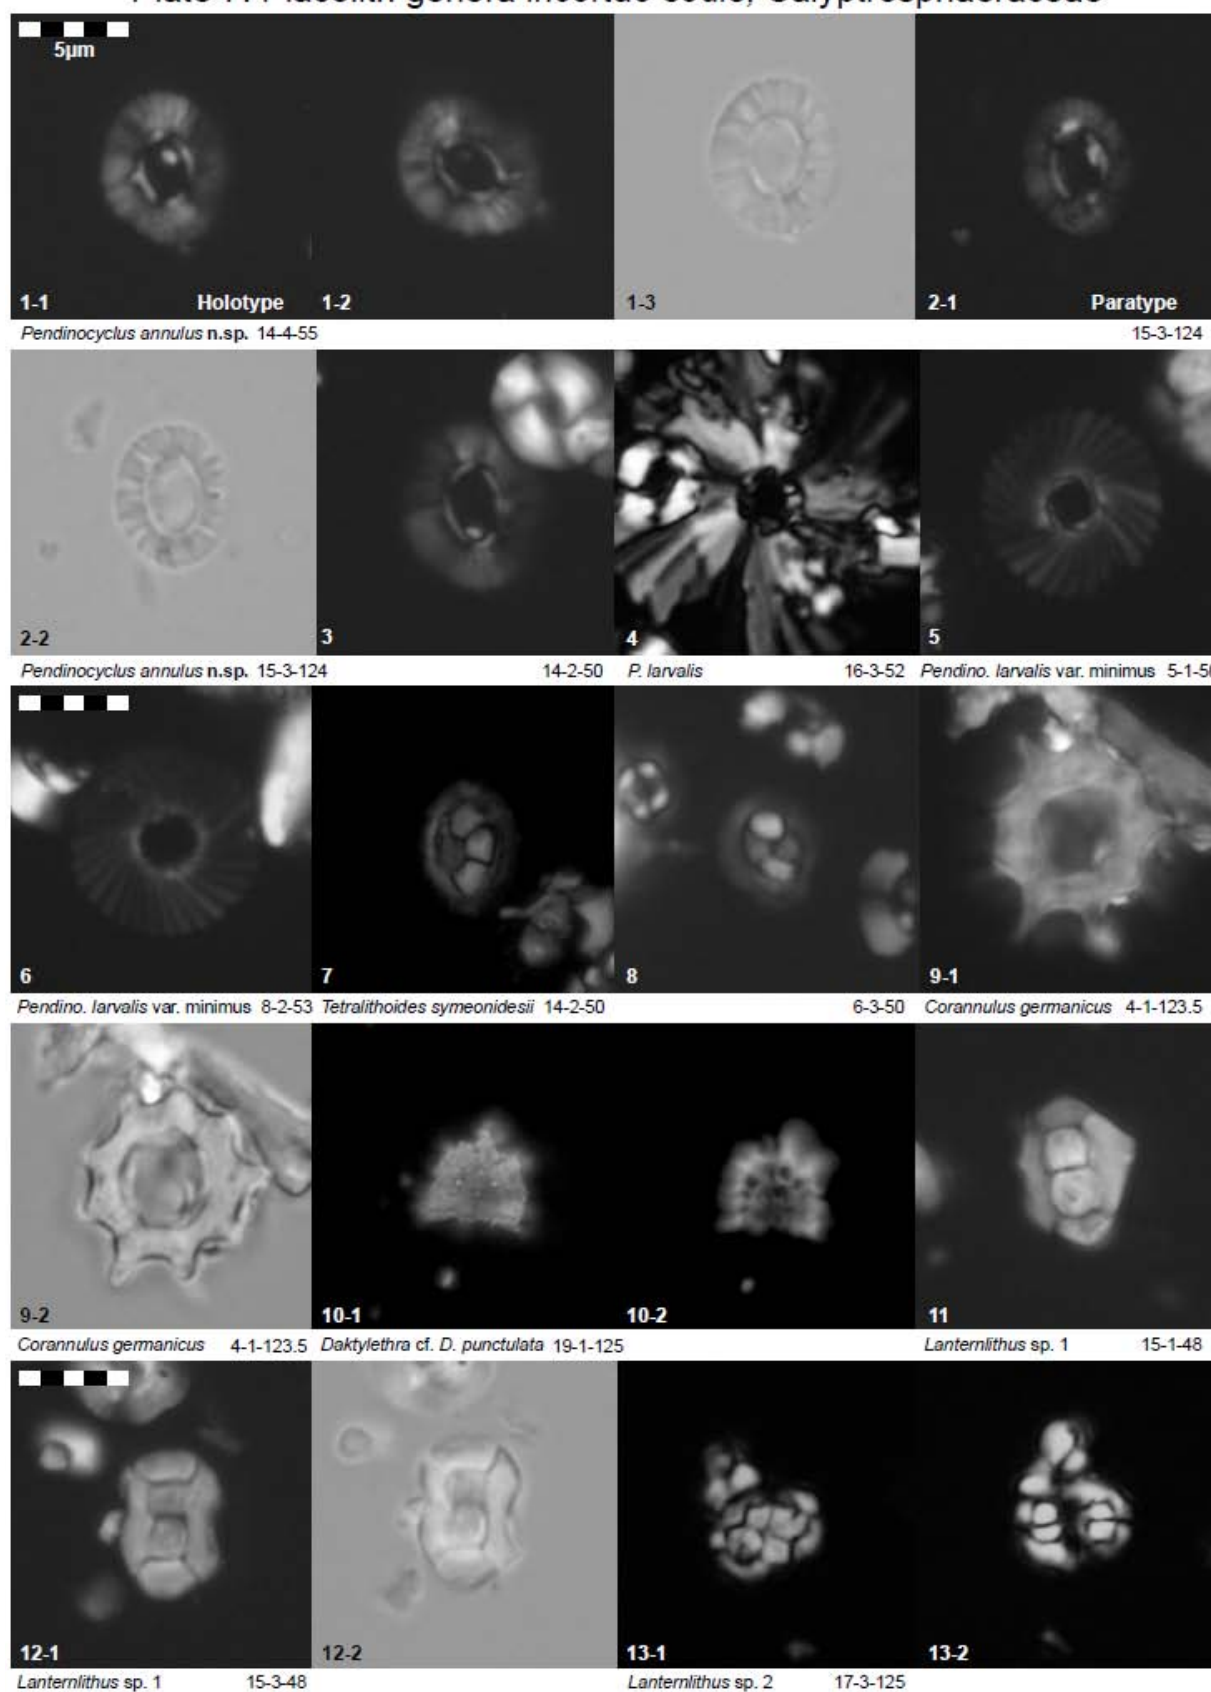 5µm
1-1 Holotype 1-2 1-3 2-1 Paratype
Pendinocyclus annulus n.sp. 14-4-55 15-3-124
2-2 3 4 5
Pendinocyclus annulus n.sp. 15-3-124 14-2-50 P. larvalis 16-3-52 Pendino. larvalis var. minimus
6 7 8 9-1
Pendino. larvalis var. minimus 8-2-53 Tetralithoides symeonidesii 14-2-50 6-3-50 Corannulus germanicus 4-1-123.5
9-2 10-1 10-2 11
Corannulus germanicus 4-1-123.5 Daktylethra cf. D. punctulata 19-1-125 Lanternlithus sp. 1 15-1-48
12-1 12-2 13-1 13-2
Lanternlithus sp. 1 15-3-48 Lanternlithus sp. 2 17-3-125